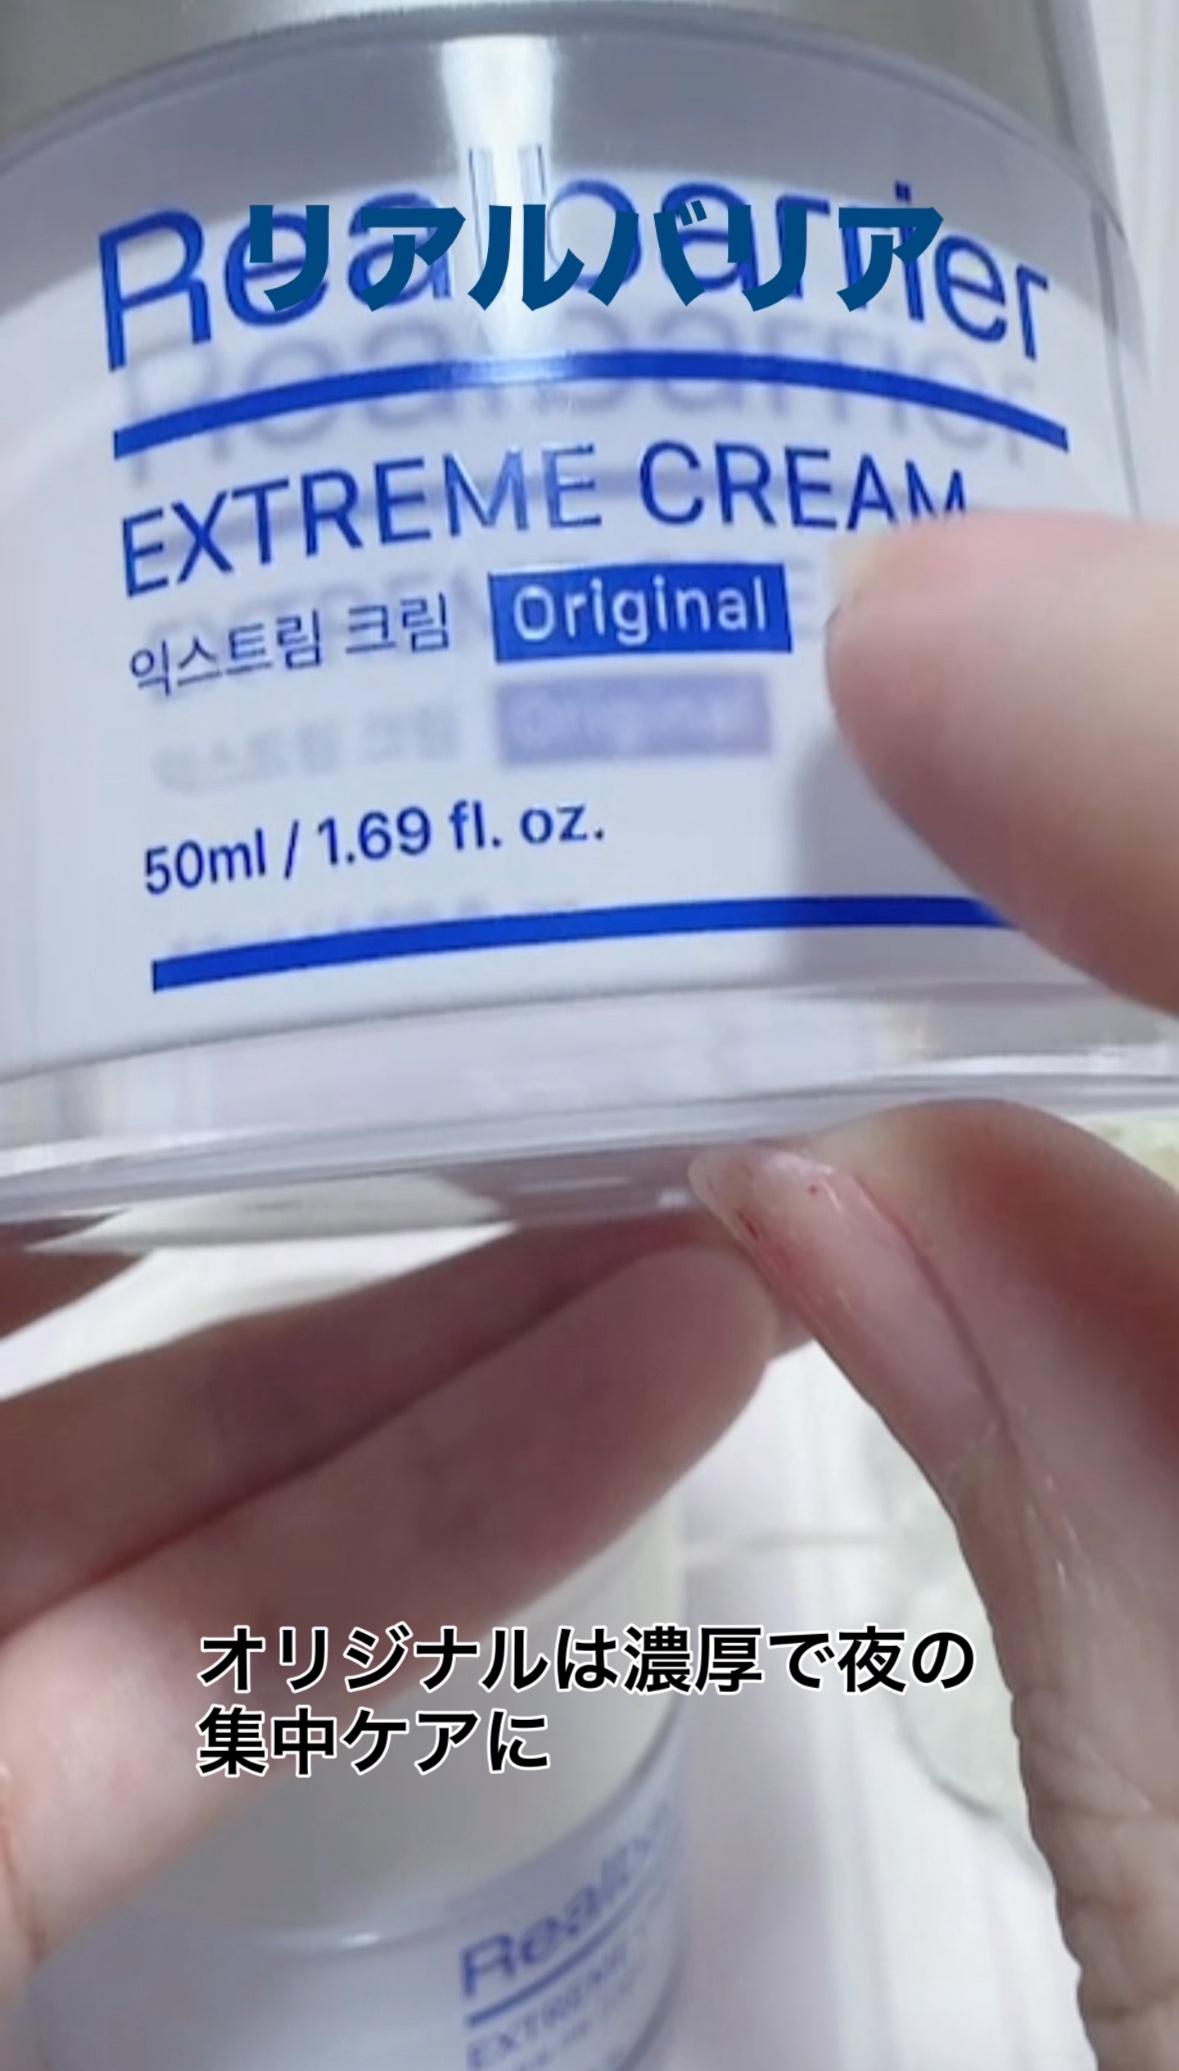 リアルバリア
Realbarrier
EXTREME CREAM
익스트림 크림 Original
50ml / 1.69 fl. oz.
オリジナルは濃厚で夜の
集中ケアに